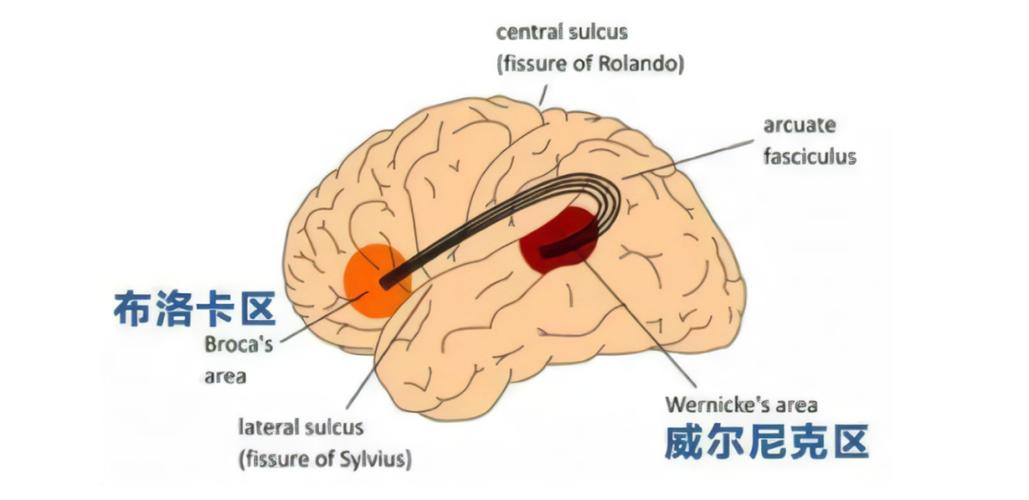 central sulcus
(fissure of Rolando)
arcuate
fasciculus
布洛卡区
Broca's
area
lateral sulcus
(fissure of Sylvius)
Wernicke's area
威尔尼克区